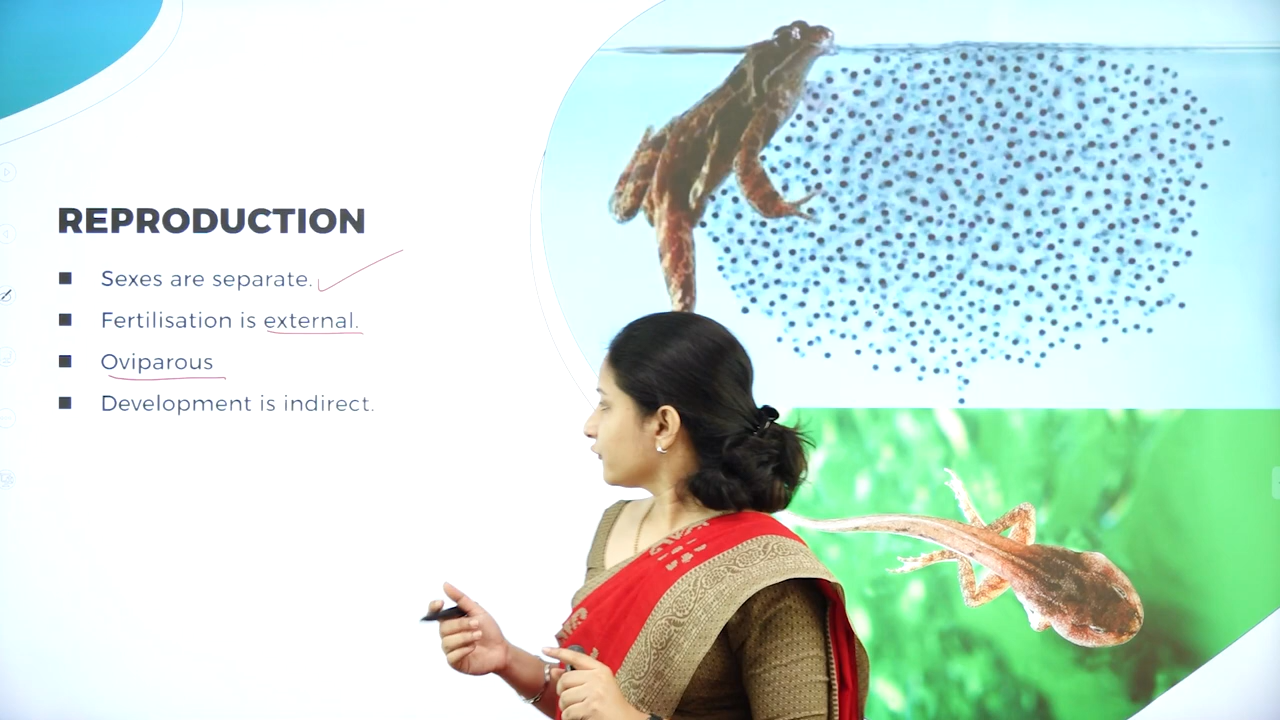 REPRODUCTION
Sexes are separate.
Fertilisation is external.
Oviparous
Development is indirect.